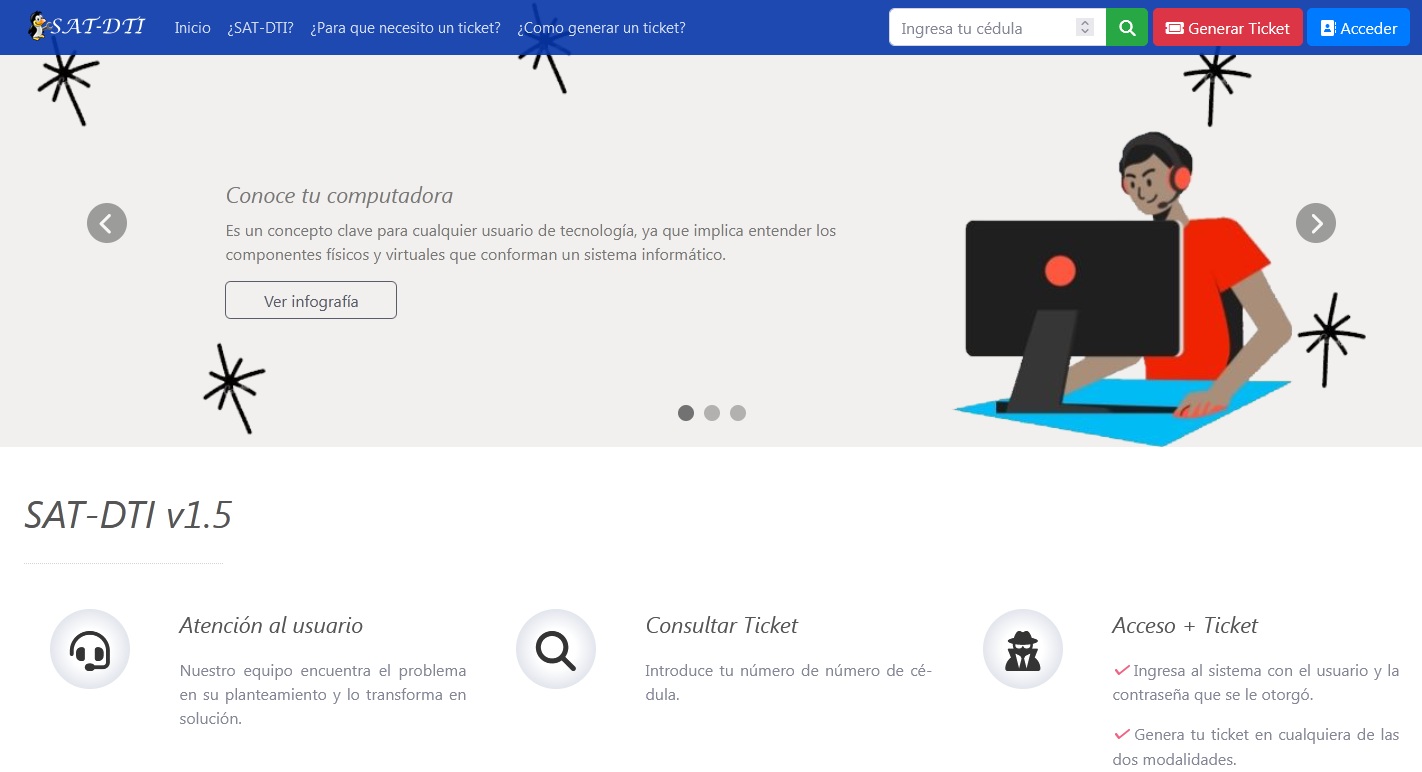 SAT-DTI
Inicio
¿SAT-DTI?
¿Para que necesito un ticket?
¿Como generar un ticket?
Ingresa tu cédula
Generar Ticket
Acceder
Conoce tu computadora
Es un concepto clave para cualquier usuario de tecnología, ya que implica entender los
componentes físicos y virtuales que conforman un sistema informático.
Ver infografía
SAT-DTI v1.5
Atención al usuario
Nuestro equipo encuentra el problema
en su planteamiento y lo transforma en
solución.
Consultar Ticket
Introduce tu número de número de cé-
dula.
Acceso + Ticket
Ingresa al sistema con el usuario y la
contraseña que se le otorgó.
Genera tu ticket en cualquiera de las
dos modalidades.